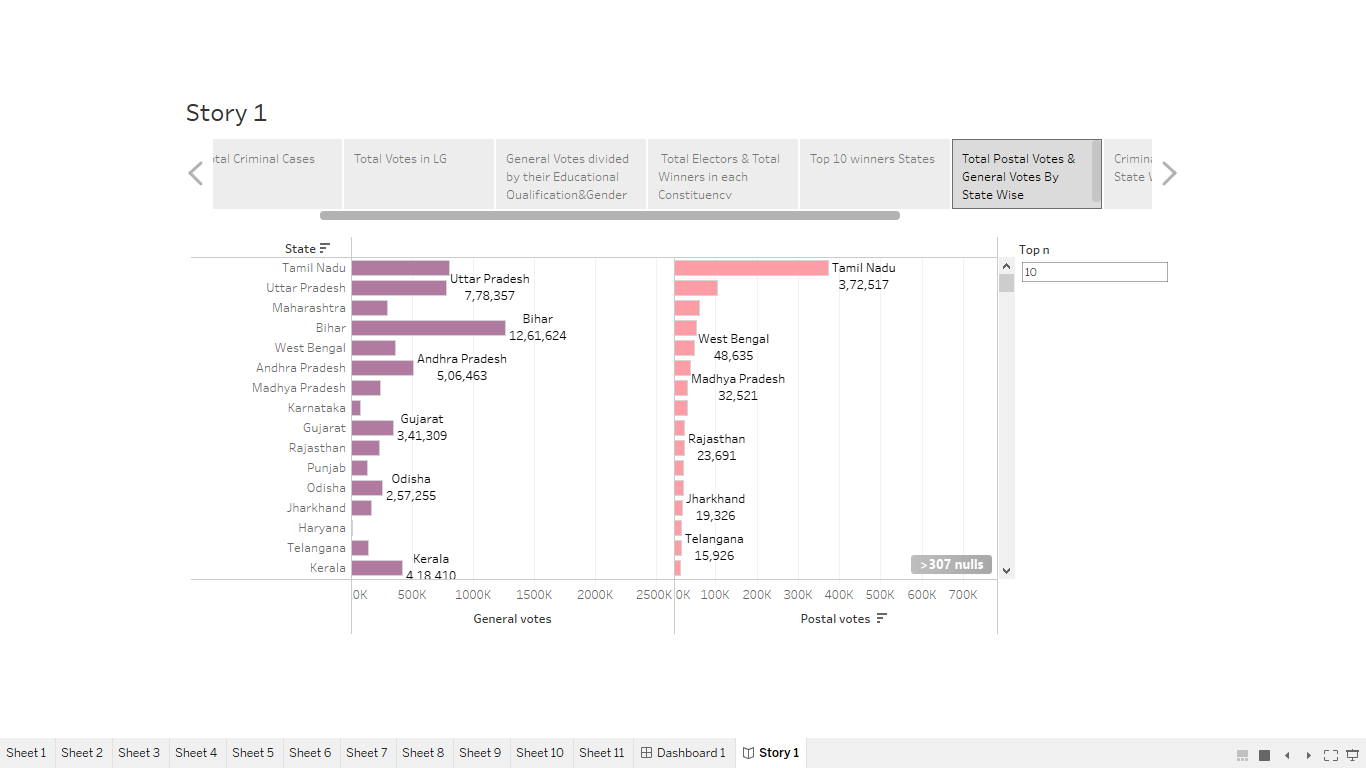 Story 1
tal Criminal Cases
Total Votes in LG
General Votes divided
by their Educational
Qualification&Gender
Total Electors & Total
Winners in each
Constituency
Top 10 winners States
Total Postal Votes &
General Votes By
State Wise
Crimin
State
State
Top n
10
Tamil Nadu
Uttar Pradesh
Maharashtra
Bihar
West Bengal
Andhra Pradesh
Madhya Pradesh
Karnataka
Gujarat
Rajasthan
Punjab
Odisha
Jharkhand
Haryana
Telangana
Kerala
Uttar Pradesh
7,78,357
Bihar
12,61,624
Andhra Pradesh
5,06,463
Gujarat
3,41,309
Odisha
2,57,255
Kerala
4,18,410
Tamil Nadu
3,72,517
West Bengal
48,635
Madhya Pradesh
32,521
Rajasthan
23,691
Jharkhand
19,326
Telangana
15,926
>307 nulls
0K 500K 1000K 1500K 2000K 2500K
0K 100K 200K 300K 400K 500K 600K 700K
General votes
Postal votes
Sheet 1 Sheet 2 Sheet 3 Sheet 4 Sheet 5 Sheet 6 Sheet 7 Sheet 8 Sheet 9 Sheet 10 Sheet 11 Dashboard 1 Story 1